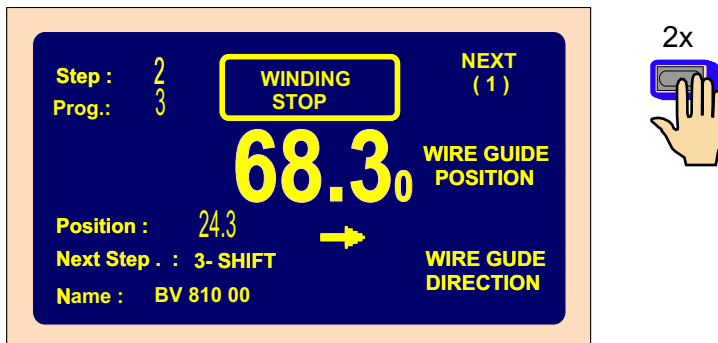 2x
Step : 2
Prog.: 3
WINDING
STOP
NEXT
( 1 )
68.30
WIRE GUIDE
POSITION
Position : 24.3
Next Step . : 3- SHIFT
WIRE GUDE
DIRECTION
Name : BV 810 00